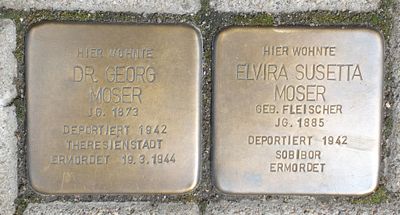 HIER WOHNTE
DR. GEORG
MOSER
JG. 1873
DEPORTIERT 1942
THERESIENSTADT
ERMORDET 19.3.1944
HIER WOHNTE
ELVIRA SUSETTA
MOSER
GEB. FLEISCHER
JG. 1885
DEPORTIERT 1942
SOBIBOR
ERMORDET